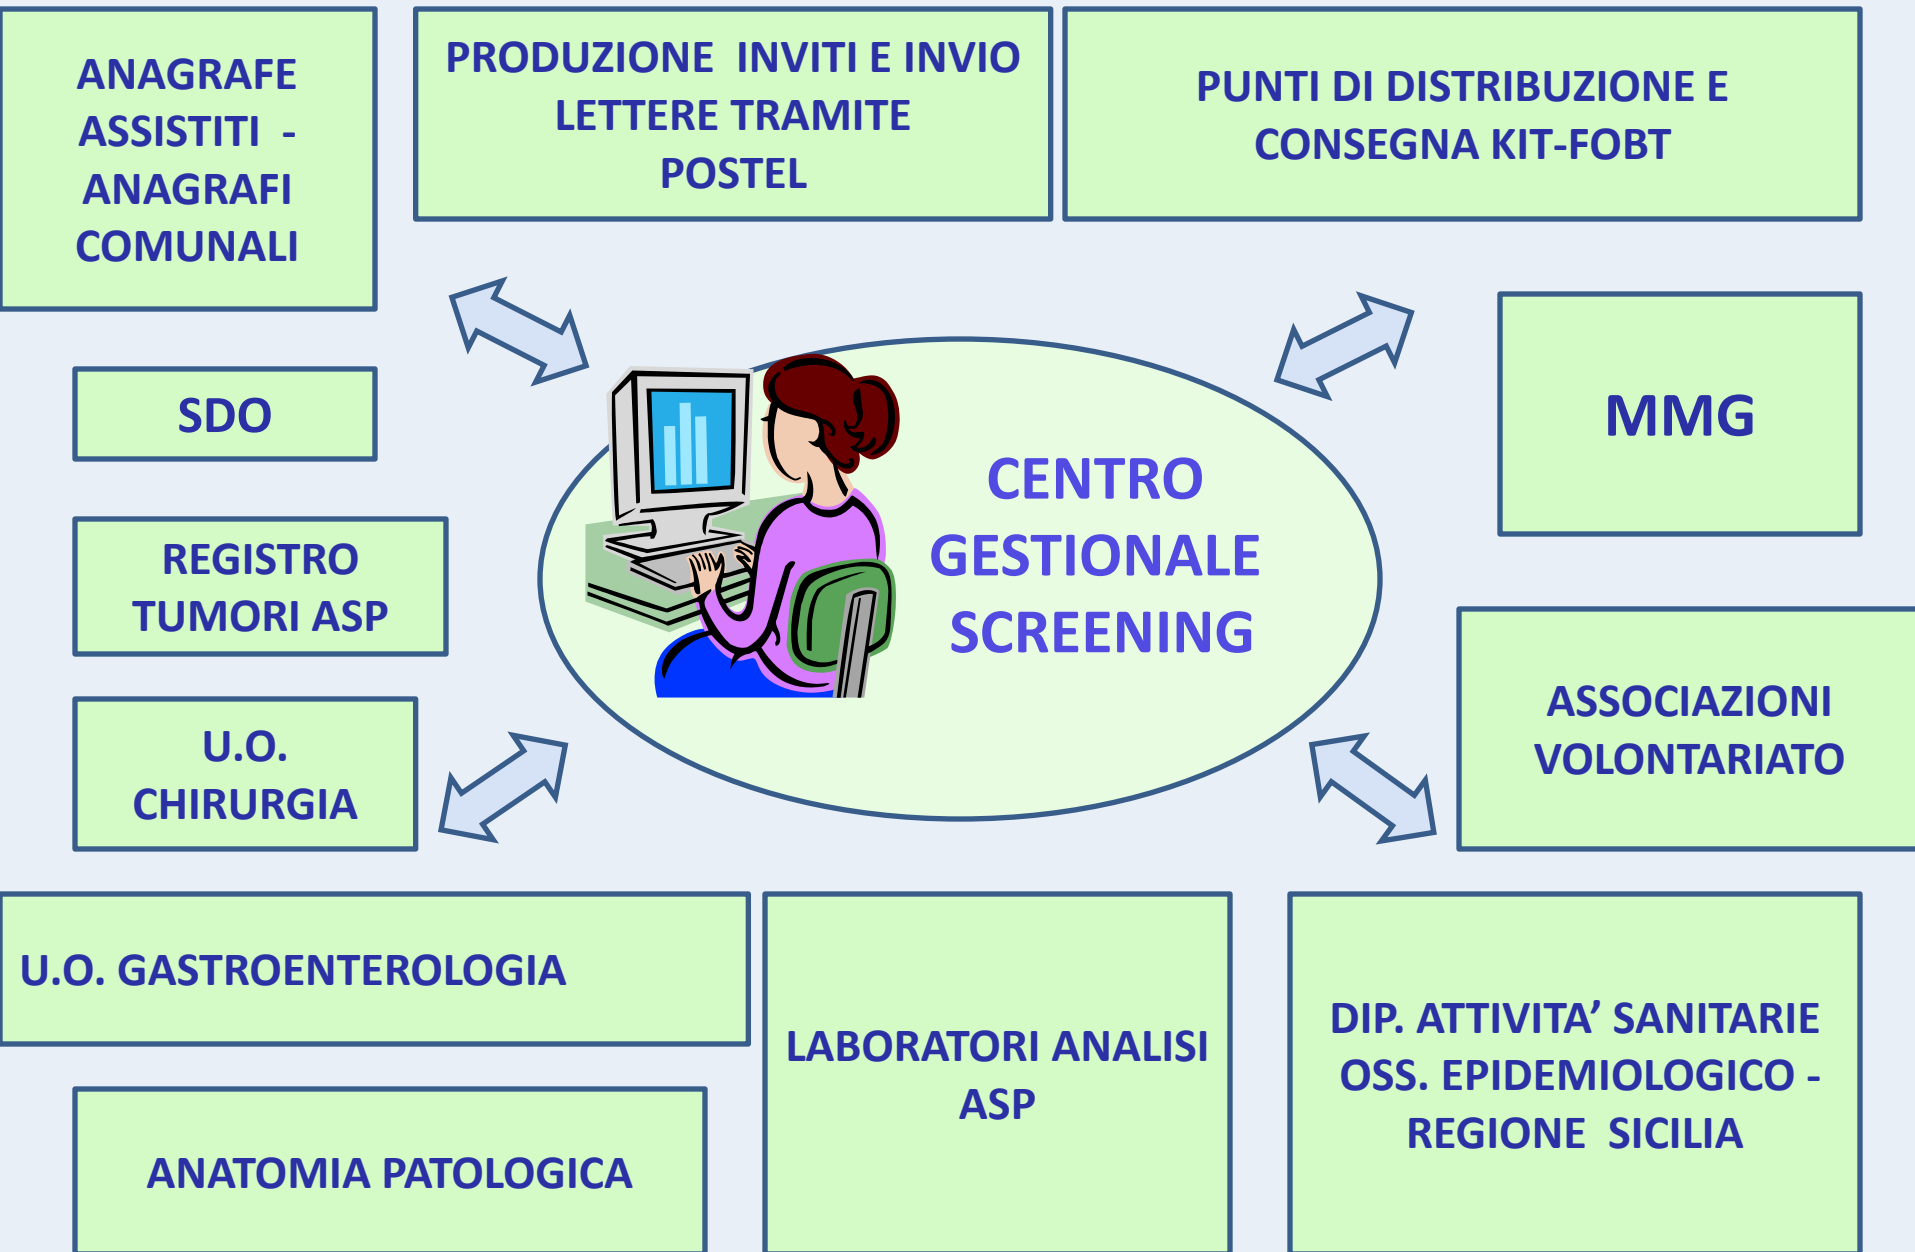 ANAGRAFE
ASSISTITI -
ANAGRAFI
COMUNALI
PRODUZIONE INVITI E INVIO
LETTERE TRAMITE
POSTEL
PUNTI DI DISTRIBUZIONE E
CONSEGNA KIT-FOBT
SDO
MMG
CENTRO
GESTIONALE
SCREENING
REGISTRO
TUMORI ASP
U.O.
CHIRURGIA
ASSOCIAZIONI
VOLONTARIATO
U.O. GASTROENTEROLOGIA
LABORATORI ANALISI
ASP
DIP. ATTIVITA’ SANITARIE
OSS. EPIDEMIOLOGICO -
REGIONE SICILIA
ANATOMIA PATOLOGICA